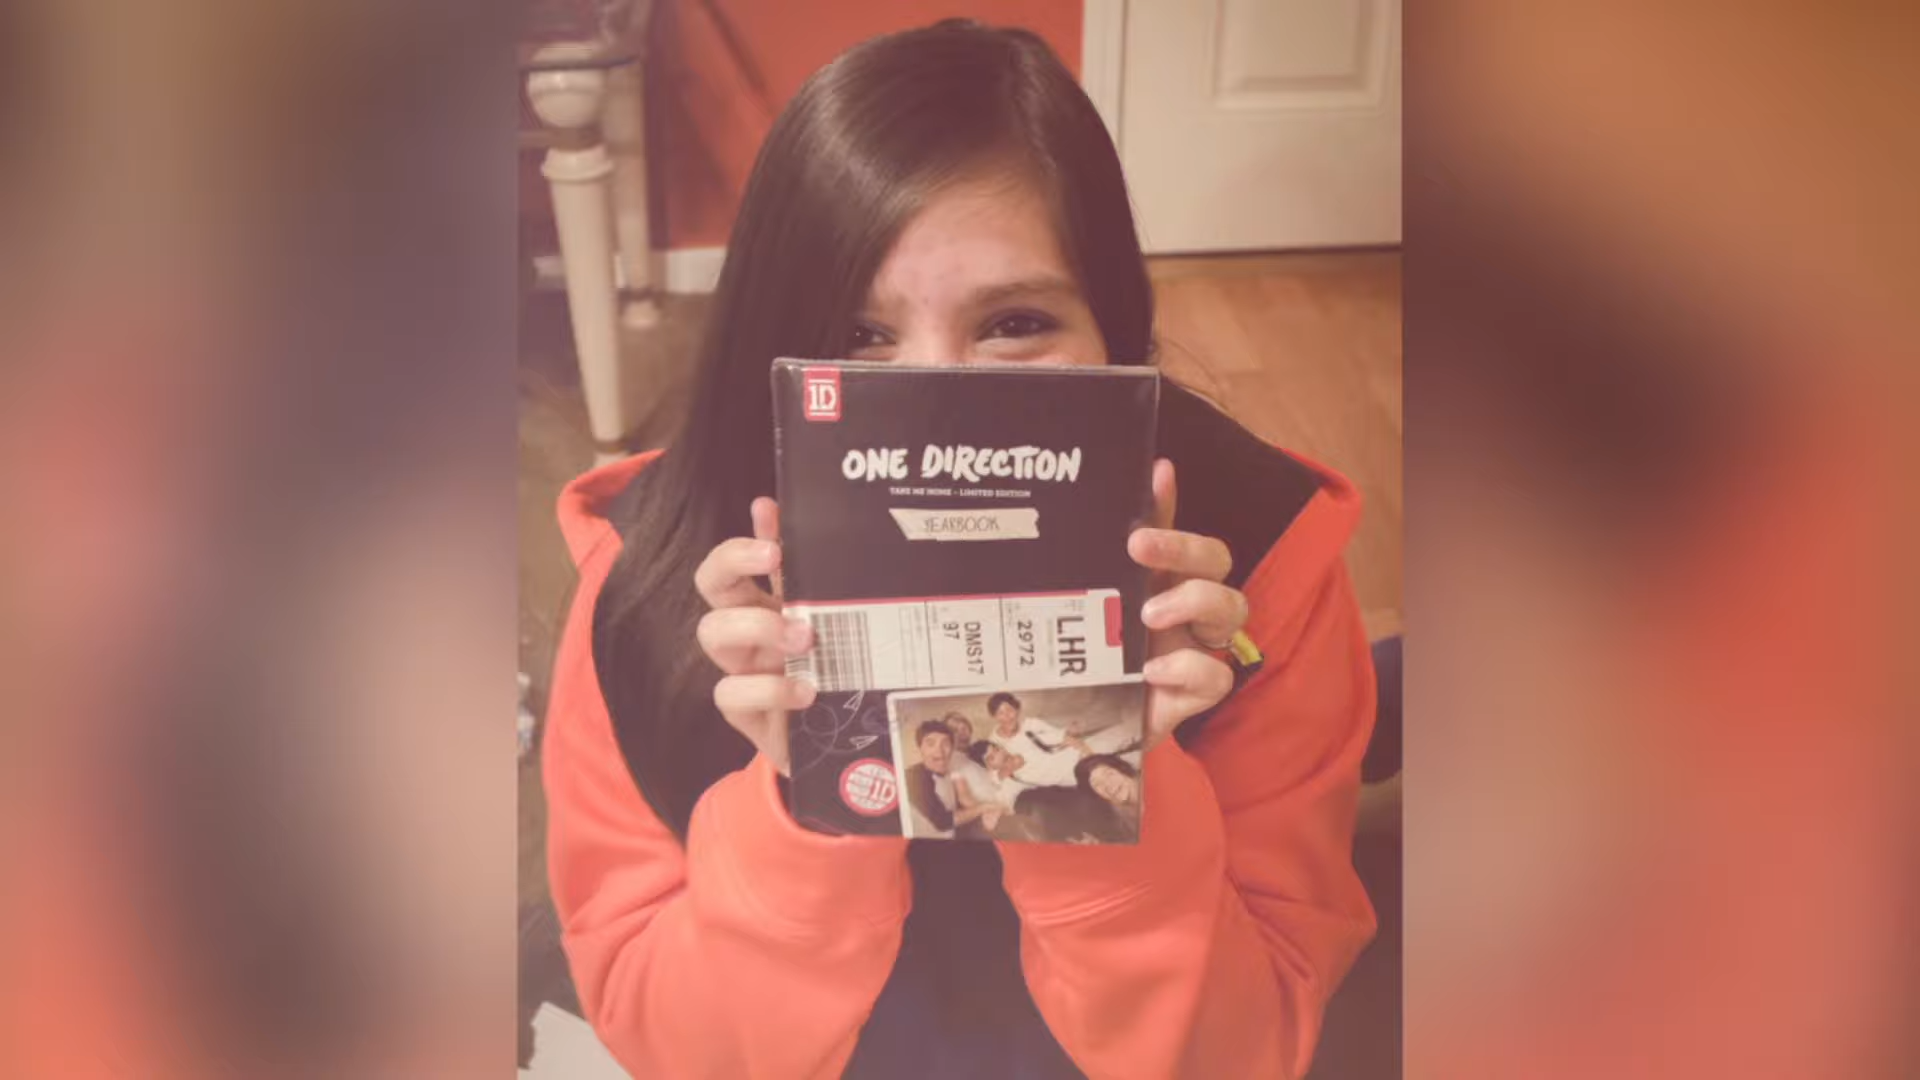 1D
ONE DIRECTION
TAKE ME HOME - LIMITED EDITION
YEARBOOK
LHR
2972
DMS17
97
1D